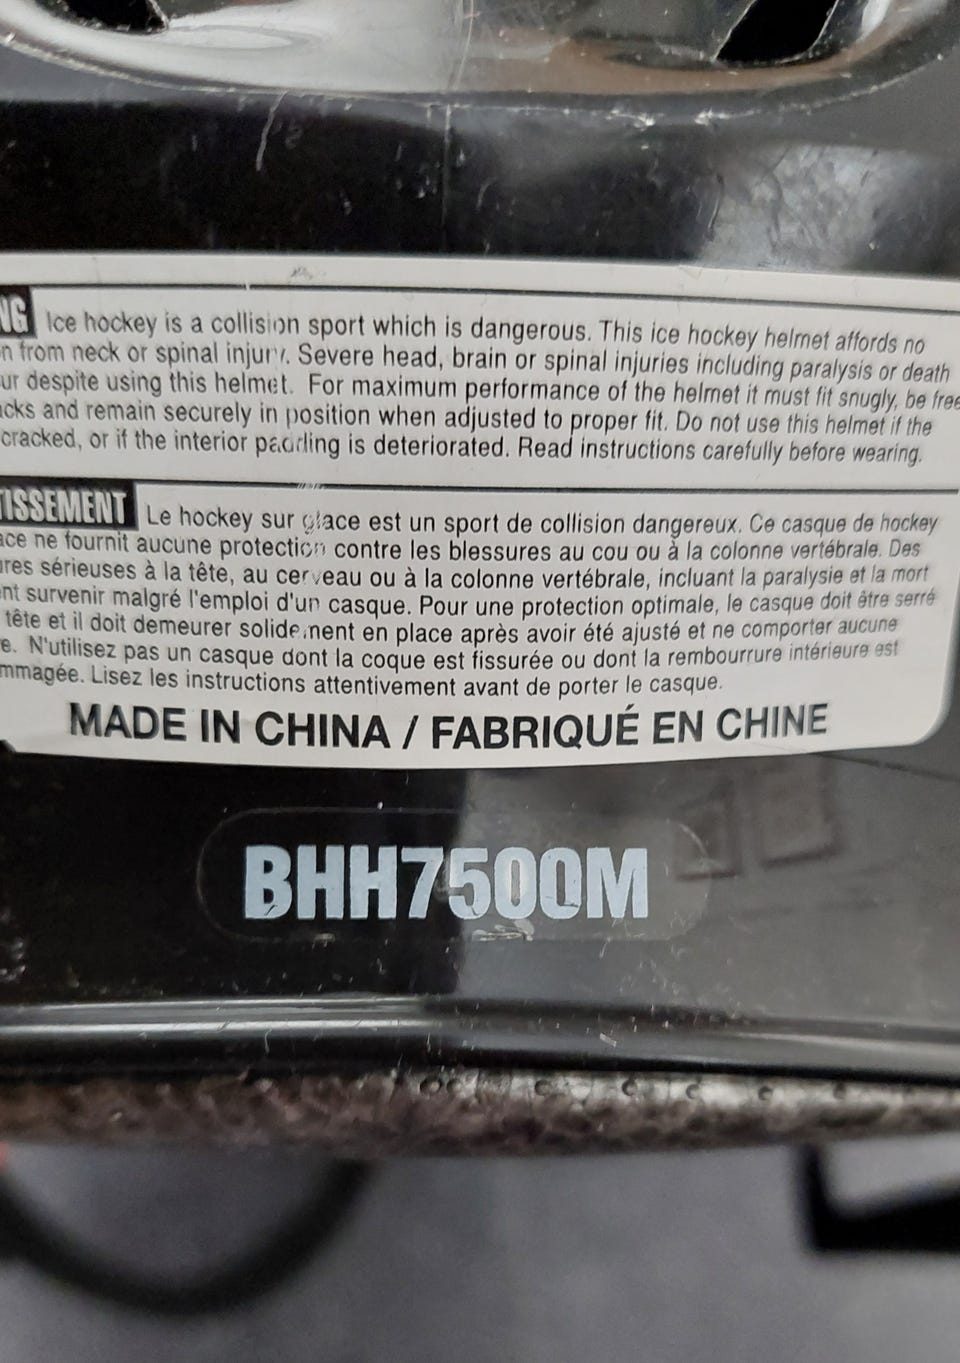 NG Ice hockey is a collision sport which is dangerous. This ice hockey helmet affords no
n from neck or spinal injury. Severe head, brain or spinal injuries including paralysis or death
ur despite using this helmet. For maximum performance of the helmet it must fit snugly, be free
cks and remain securely in position when adjusted to proper fit. Do not use this helmet if the
cracked, or if the interior padding is deteriorated. Read instructions carefully before wearing.
TISSEMENT Le hockey sur glace est un sport de collision dangereux. Ce casque de hockey
ace ne fournit aucune protection contre les blessures au cou ou à la colonne vertébrale. Des
res sérieuses à la tête, au cerveau ou à la colonne vertébrale, incluant la paralysie et la mort
nt survenir malgré l'emploi d'un casque. Pour une protection optimale, le casque doit être serré
tête et il doit demeurer solidement en place après avoir été ajusté et ne comporter aucune
e. N'utilisez pas un casque dont la coque est fissurée ou dont la rembourrure intérieure est
mmagée. Lisez les instructions attentivement avant de porter le casque.
MADE IN CHINA / FABRIQUÉ EN CHINE
BHH7500M